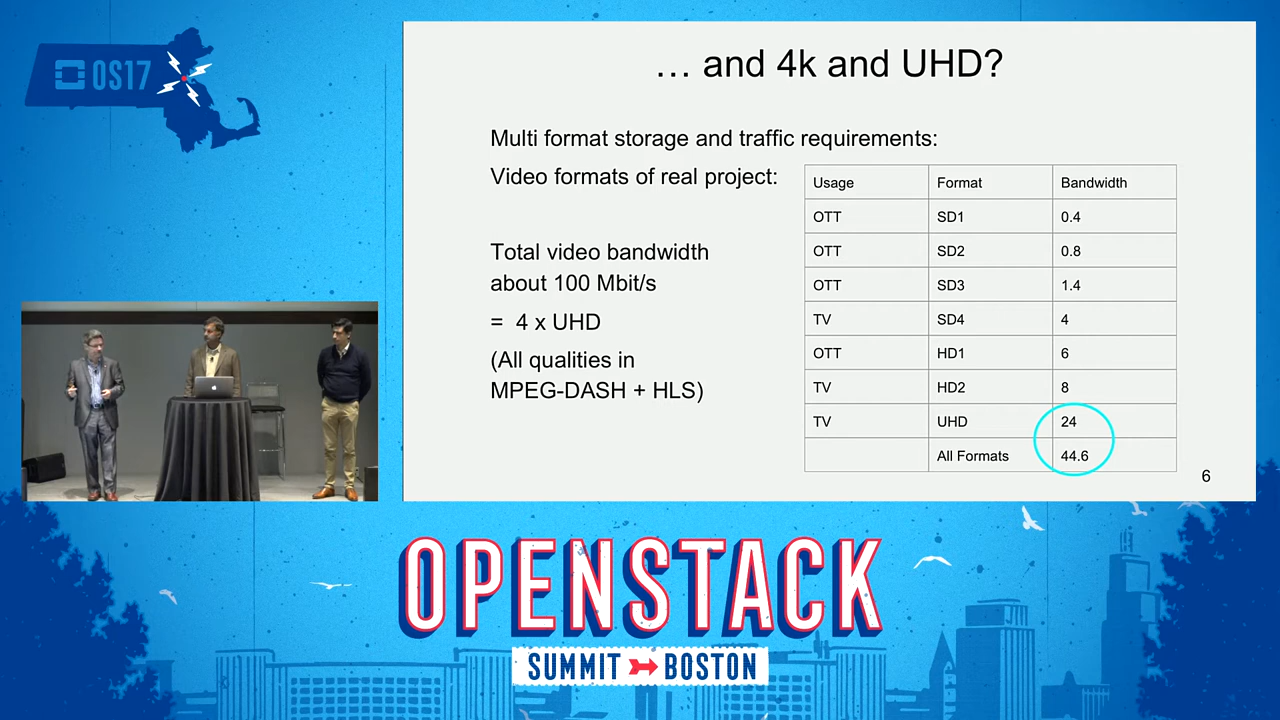 OS17
… and 4k and UHD?
Multi format storage and traffic requirements:
Video formats of real project:
Total video bandwidth
about 100 Mbit/s
= 4 x UHD
(All qualities in
MPEG-DASH + HLS)
Usage Format Bandwidth
OTT SD1 0.4
OTT SD2 0.8
OTT SD3 1.4
TV SD4 4
OTT HD1 6
TV HD2 8
TV UHD 24
All Formats 44.6
6
OPENSTACK
SUMMIT BOSTON